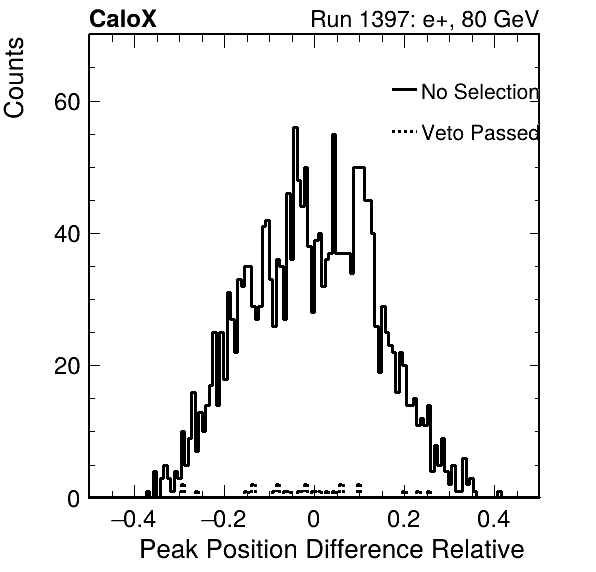 CaloX
Run 1397: e+, 80 GeV
Counts
No Selection
Veto Passed
60
40
20
0
−0.4
−0.2
0
0.2
0.4
Peak Position Difference Relative